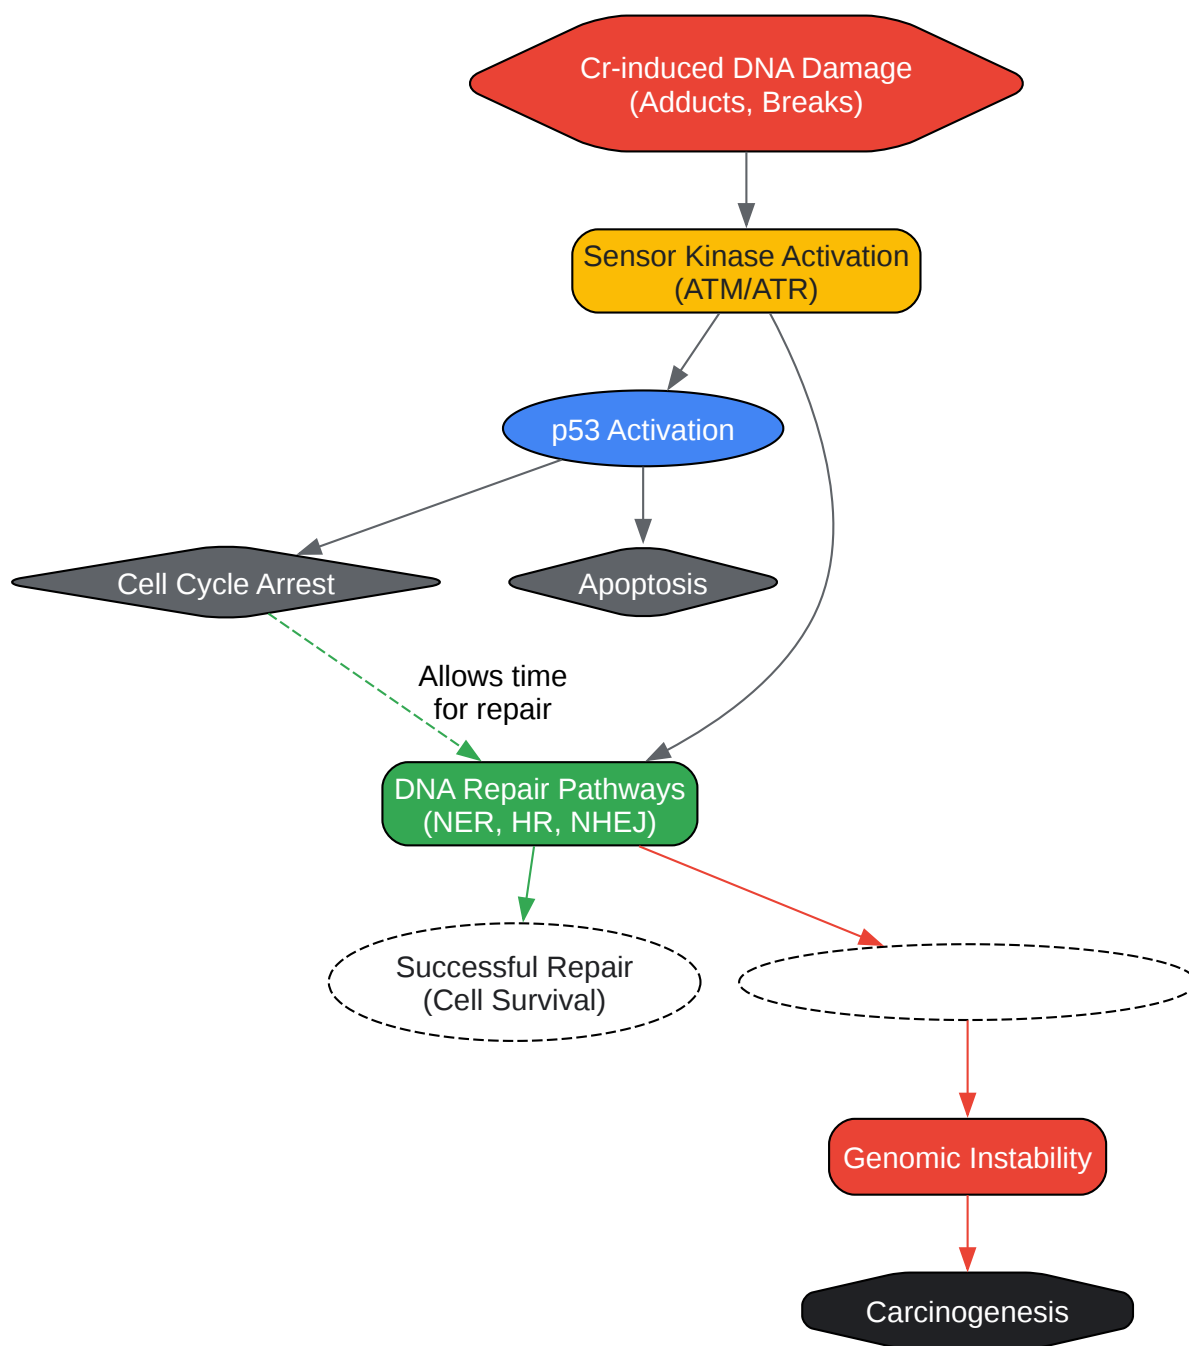 Cr-induced DNA Damage
(Adducts, Breaks)
Sensor Kinase Activation
(ATM/ATR)
p53 Activation
Cell Cycle Arrest
Apoptosis
Allows time
for repair
DNA Repair Pathways
(NER, HR, NHEJ)
Successful Repair
(Cell Survival)
Genomic Instability
Carcinogenesis